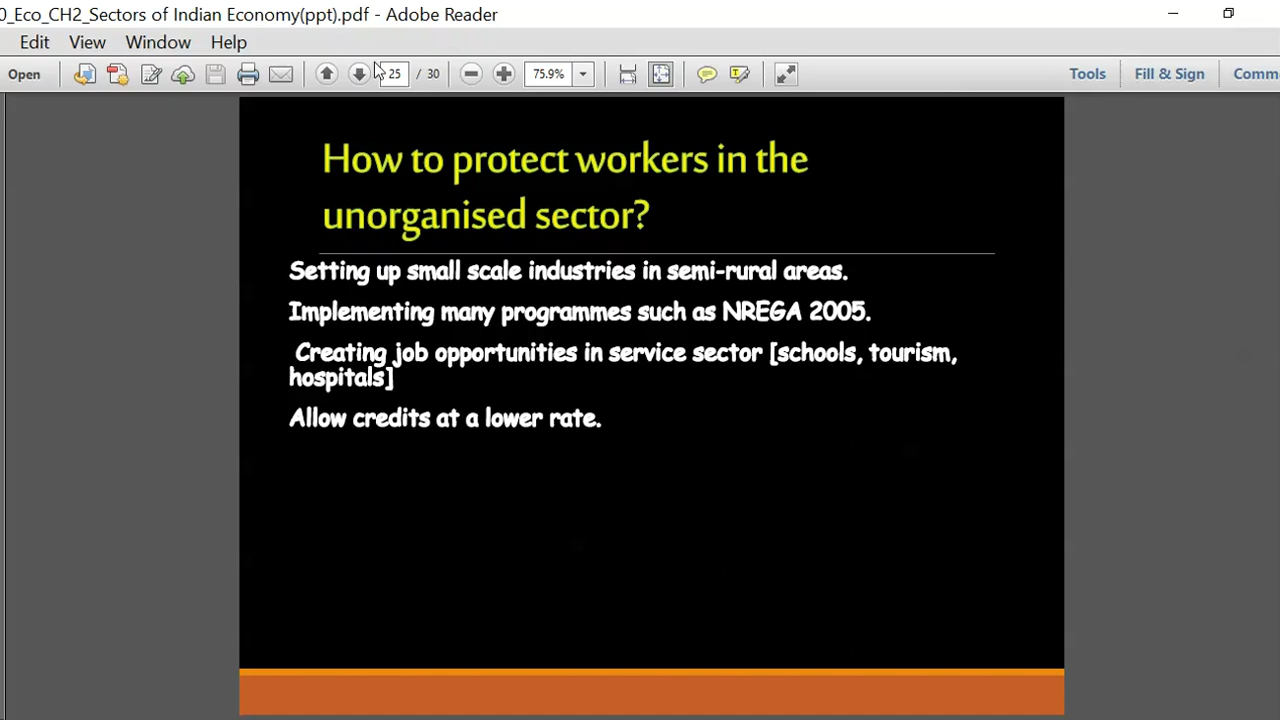 0_Eco_CH2_Sectors of Indian Economy(ppt).pdf - Adobe Reader
Edit View Window Help
Open 25 / 30 75.9% Tools Fill & Sign Comm
How to protect workers in the
unorganised sector?
Setting up small scale industries in semi-rural areas.
Implementing many programmes such as NREGA 2005.
Creating job opportunities in service sector [schools, tourism,
hospitals]
Allow credits at a lower rate.